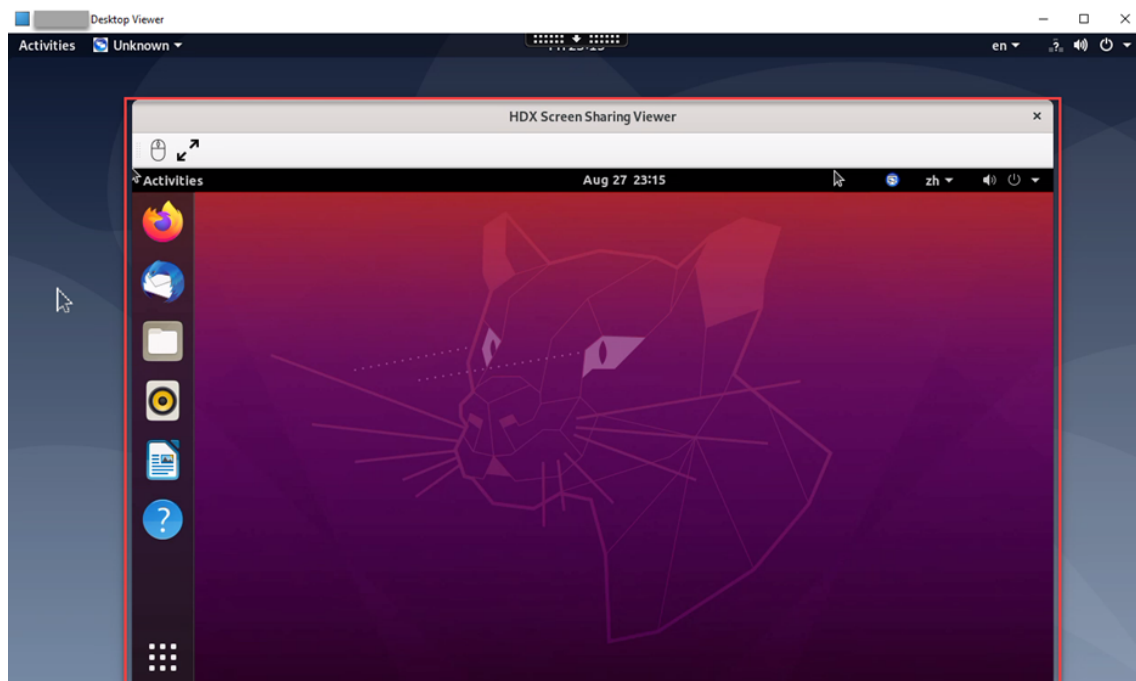 Desktop Viewer
Activities Unknown en
HDX Screen Sharing Viewer
Activities Aug 27 23:15 zh